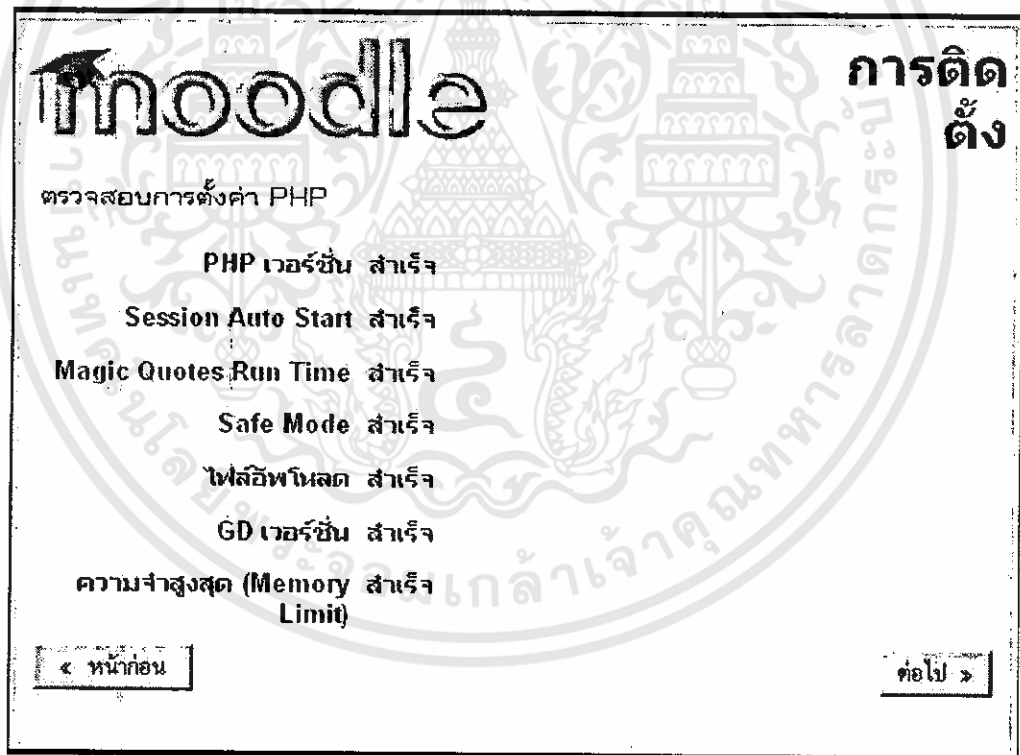 moodle
การติด
ตั้ง
ตรวจสอบการตั้งค่า PHP
PHP เวอร์ชั่น สำเร็จ
Session Auto Start สำเร็จ
Magic Quotes Run Time สำเร็จ
Safe Mode สำเร็จ
ไฟล์อัพโหลด สำเร็จ
GD เวอร์ชั่น สำเร็จ
ความจำสูงสุด (Memory สำเร็จ
Limit)
« หน้าก่อน
ต่อไป »